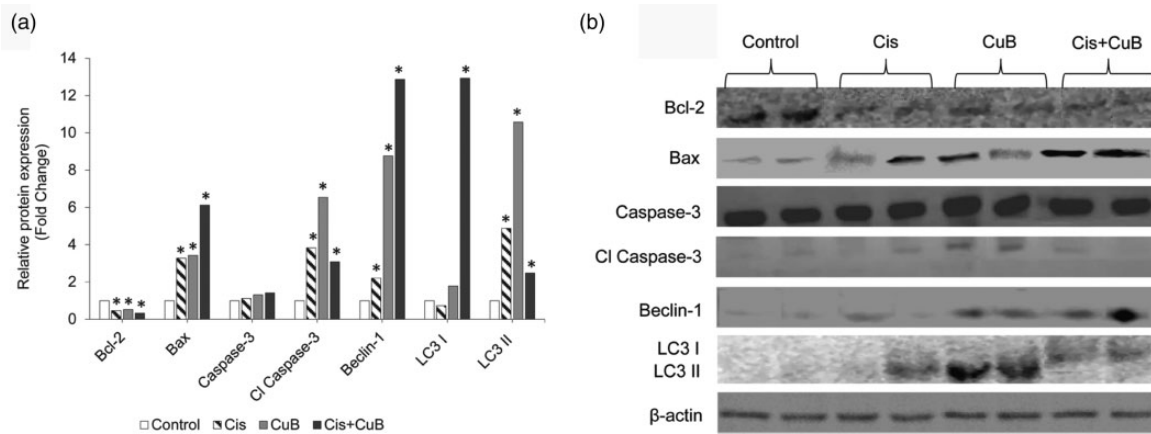 (a)
14
12
10
8
6
4
2
0
Relative protein expression
(Fold Change)
* * *
* * *
* * *
* * *
*
* * *
Bcl-2
Bax
Caspase-3
Cl Caspase-3
Beclin-1
LC3 I
LC3 II
Control Cis CuB Cis+CuB
(b)
Control Cis CuB Cis+CuB
Bcl-2
Bax
Caspase-3
Cl Caspase-3
Beclin-1
LC3 I
LC3 II
β-actin